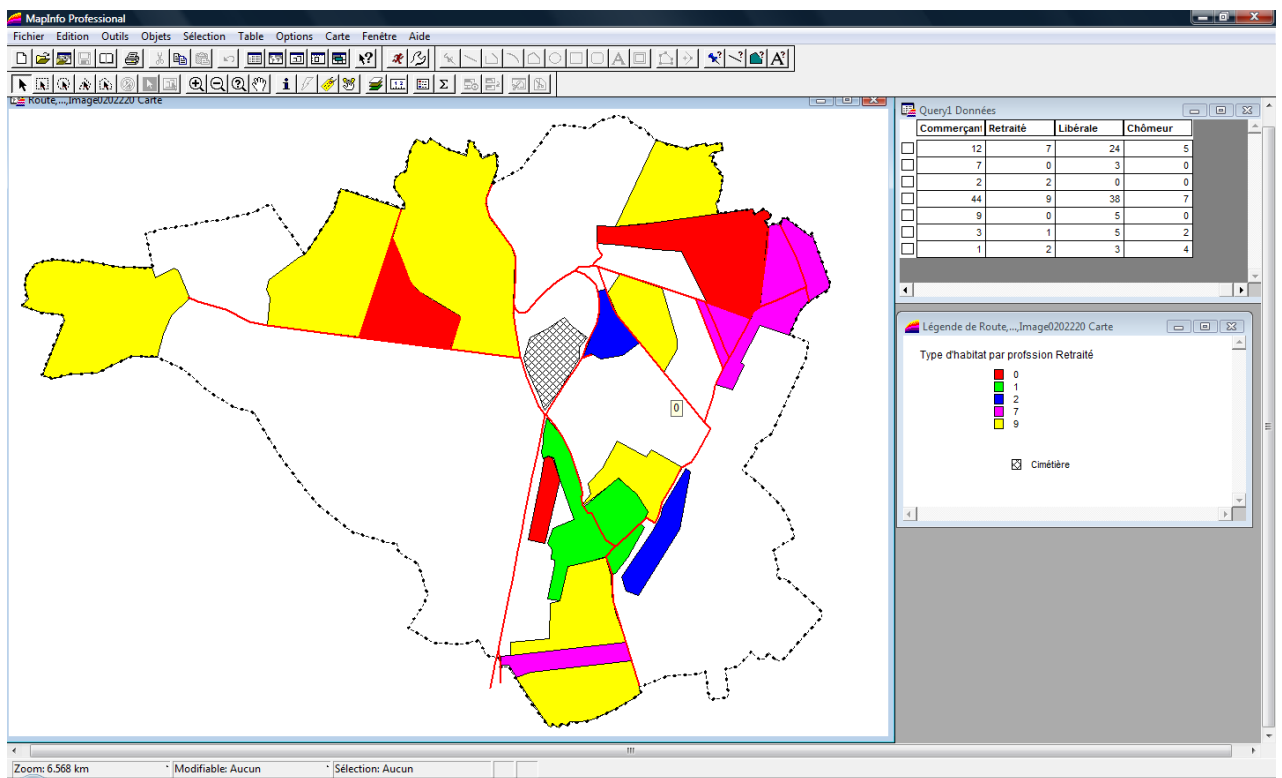 MapInfo Professional
Fichier Edition Outils Objets Sélection Table Options Carte Fenêtre Aide
Route,...,Image0202220 Carte
0
Query1 Données
Commerçant Retraité Libérale Chômeur
12 7 24 5
7 0 3 0
2 2 0 0
44 9 38 7
9 0 5 0
3 1 5 2
1 2 3 4
Légende de Route,...,Image0202220 Carte
Type d'habitat par profssion Retraité
0
1
2
7
9
Cimétière
Zoom: 6.568 km Modifiable: Aucun Sélection: Aucun